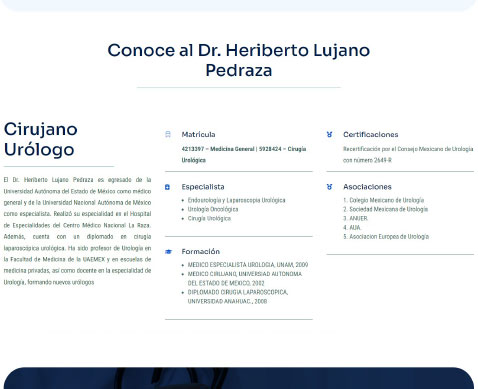 Conoce al Dr. Heriberto Lujano
Pedraza
Cirujano
Urólogo
El Dr. Heriberto Lujano Pedraza es egresado de la
Universidad Autónoma del Estado de México como médico
general y de la Universidad Nacional Autónoma de México
como especialista. Realizó su especialidad en el Hospital
de Especialidades del Centro Médico Nacional La Raza.
Además, cuenta con un diplomado en cirugía
laparoscópica urológica. Ha sido profesor de Urología en
la Facultad de Medicina de la UAEMEX y en escuelas de
medicina privadas, así como docente en la especialidad de
Urología, formando nuevos urólogos
Matrícula
4213397 – Medicina General | 5928424 – Cirugía
Urológica
Especialista
Endourología y Laparoscopia Urológica
Urología Oncológica
Cirugía Urológica
Formación
MEDICO ESPECIALISTA UROLOGIA, UNAM, 2009
MEDICO CIRUJANO, UNIVERSIAD AUTONOMA
DEL ESTADO DE MEXICO, 2002
DIPLOMADO CIRUGIA LAPAROSCOPICA,
UNIVERSIDAD ANAHUAC., 2008
Certificaciones
Recertificación por el Consejo Mexicano de Urología
con número 2649-R
Asociaciones
1. Colegio Mexicano de Urología
2. Sociedad Mexicana de Urología
3. ANUER.
4. AUA.
5. Asociacion Europea de Urología